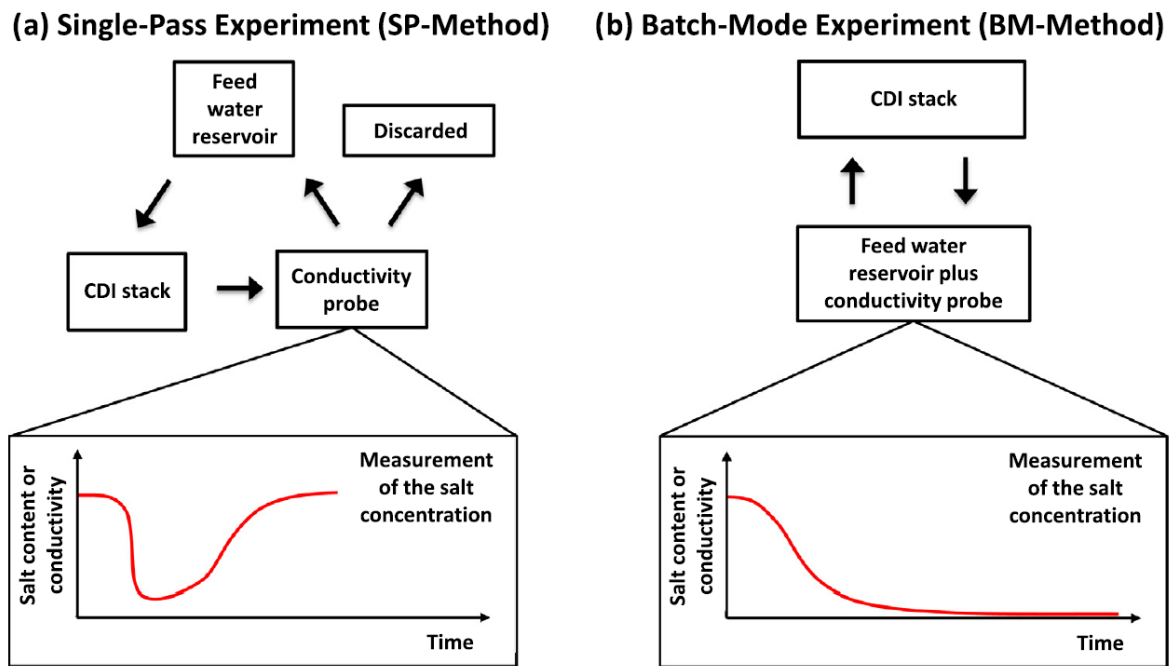 (a) Single-Pass Experiment (SP-Method)
Feed
water
reservoir
Discarded
CDI stack
Conductivity
probe
Salt content or
conductivity
Measurement
of the salt
concentration
Time
(b) Batch-Mode Experiment (BM-Method)
CDI stack
Feed water
reservoir plus
conductivity probe
Salt content or
conductivity
Measurement
of the salt
concentration
Time